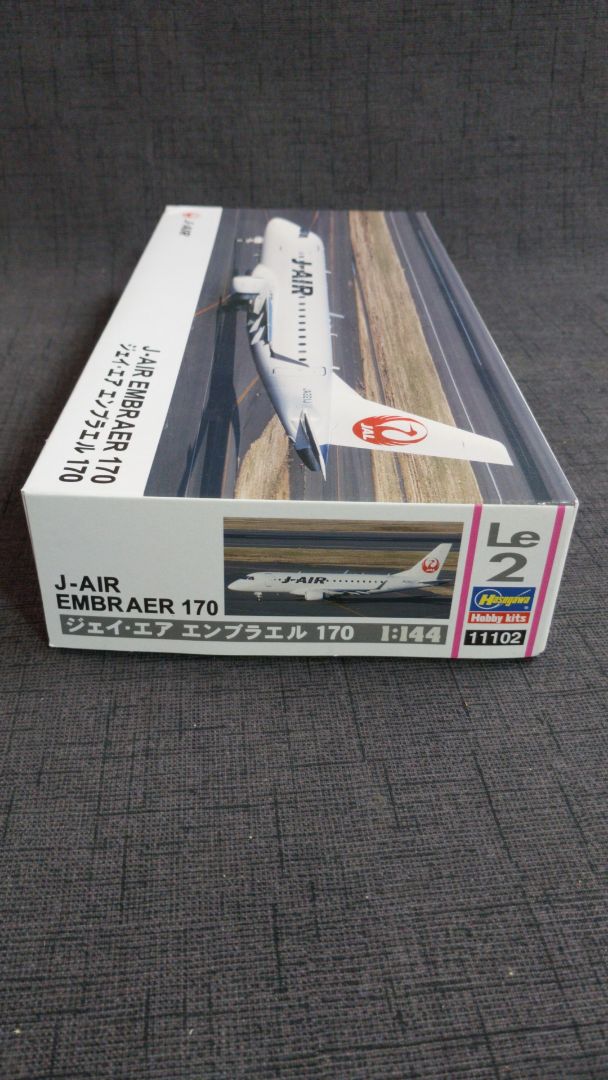 J-AIR
J-AIR EMBRAER 170
ジェイ・エア エンブラエル 170
J-AIR
JAL
J-AIR
EMBRAER 170
J-AIR
ジェイ・エア エンブラエル 170
1:144
Le
2
Hasegawa
Hobby kits
11102